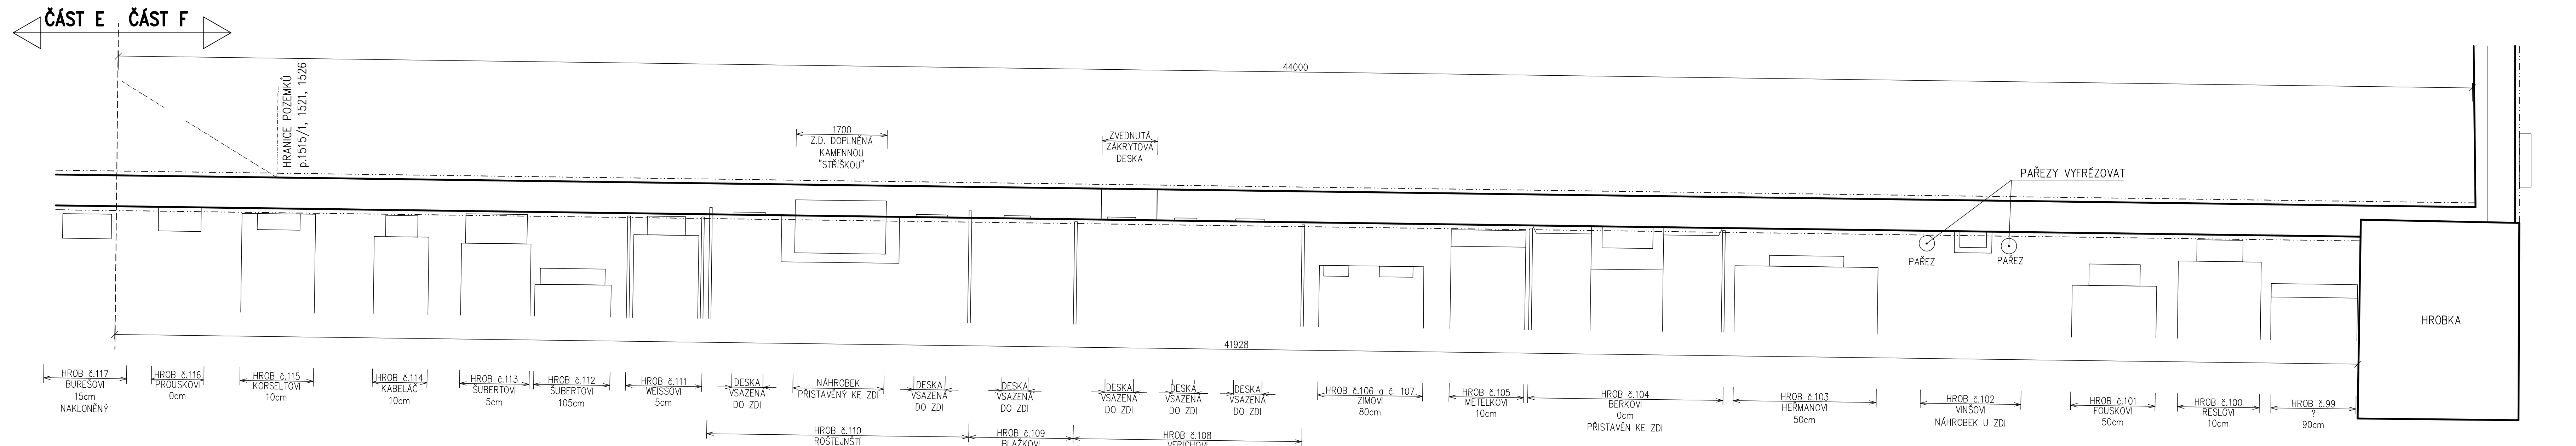 ČÁST E ČÁST F
44000
HRANICE POZEMKŮ
p.1515/1, 1521, 1526
1700
Z.D. DOPLNĚNÁ
KAMENNOU
"STŘÍŠKOU"
ZVEDNUTÁ
ZÁKRYTOVÁ
DESKA
PAŘEZY VYFRÉZOVAT
PAŘEZ
PAŘEZ
HROBKA
41928
HROB č.117
BUREŠOVI
15cm
NAKLONĚNÝ
HROB č.116
PROUSKOVI
0cm
HROB č.115
KORSELTOVI
10cm
HROB č.114
KABELÁČ
10cm
HROB č.113
ŠUBERTOVI
5cm
HROB č.112
ŠUBERTOVI
105cm
HROB č.111
WEISSOVI
5cm
DESKA
VSAZENÁ
DO ZDI
NÁHROBEK
PŘISTAVĚNÝ KE ZDI
DESKA
VSAZENÁ
DO ZDI
DESKA
VSAZENÁ
DO ZDI
DESKA
VSAZENÁ
DO ZDI
DESKA
VSAZENÁ
DO ZDI
DESKA
VSAZENÁ
DO ZDI
HROB č.106 a č. 107
ZIMOVI
80cm
HROB č.105
METELKOVI
10cm
HROB č.104
BERKOVI
0cm
PŘISTAVĚN KE ZDI
HROB č.103
HEŘMANOVI
50cm
HROB č.102
VINŠOVI
NÁHROBEK U ZDI
HROB č.101
FOUSKOVI
50cm
HROB č.100
RESLOVI
10cm
HROB č.99
?
90cm
HROB č.110
ROŠTEJNŠTÍ
HROB č.109
BLAŽKOVI
HROB č.108
VERICHOVI